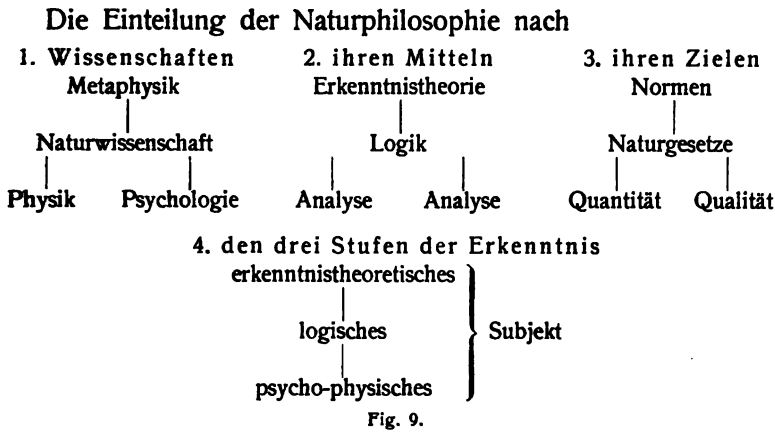 Die Einteilung der Naturphilosophie nach
1. Wissenschaften 2. ihren Mitteln 3. ihren Zielen
Metaphysik Erkenntnistheorie Normen
Naturwissenschaft Logik Naturgesetze
Physik Psychologie Analyse Analyse Quantität Qualität
4. den drei Stufen der Erkenntnis
erkenntnistheoretisches
logisches Subjekt
psycho-physisches
Fig. 9.